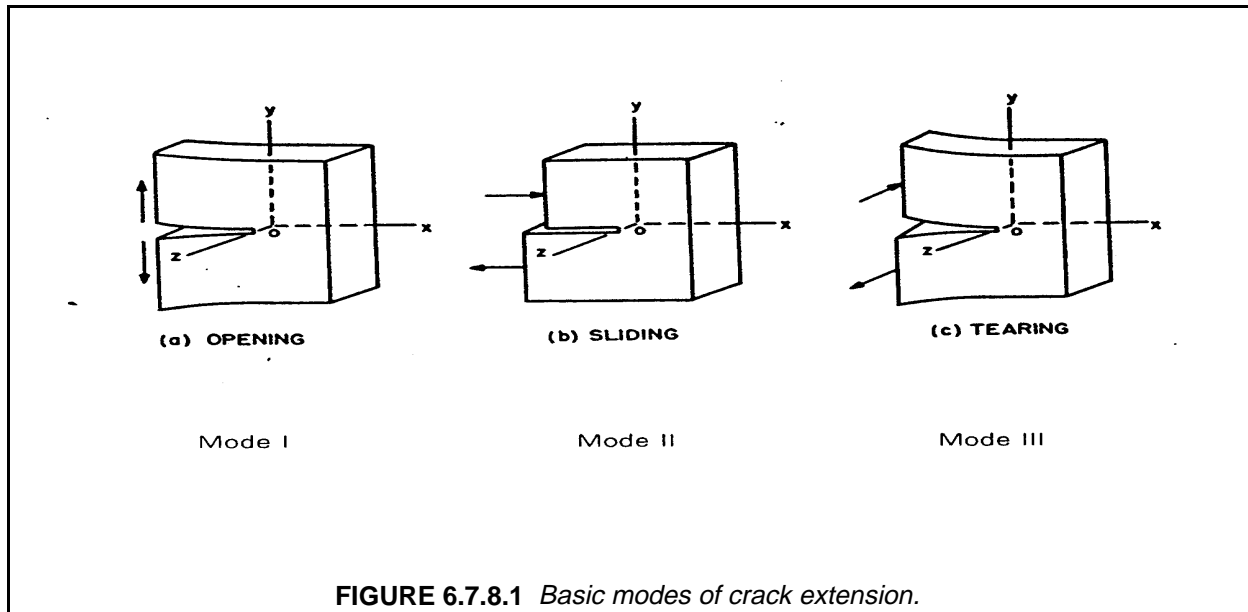 y
x
O
z
(a) OPENING
Mode I
y
x
O
z
(b) SLIDING
Mode II
y
x
O
z
(c) TEARING
Mode III
FIGURE 6.7.8.1 Basic modes of crack extension.